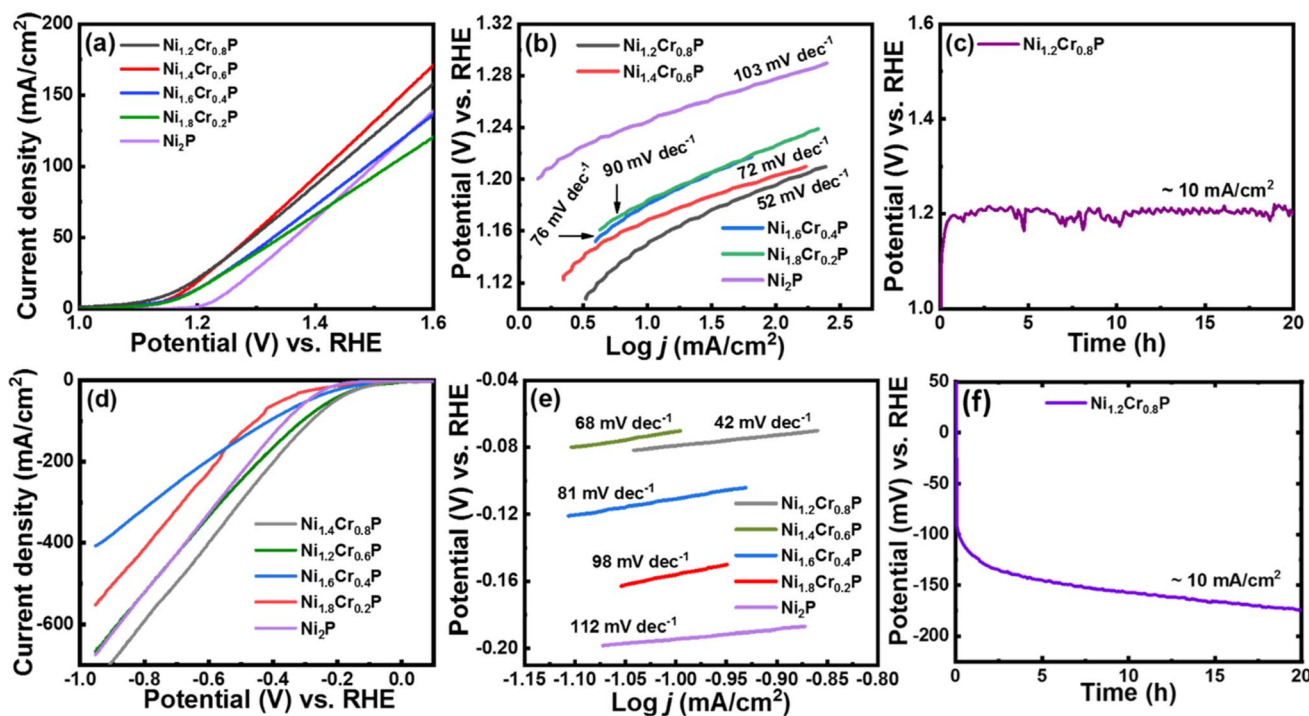 (a)
Current density (mA/cm²)
200
150
100
50
0
Ni₁.₂Cr₀.₈P
Ni₁.₄Cr₀.₆P
Ni₁.₆Cr₀.₄P
Ni₁.₈Cr₀.₂P
Ni₂P
1.0 1.2 1.4 1.6
Potential (V) vs. RHE
(b)
Potential (V) vs. RHE
1.28
1.24
1.20
1.16
1.12
Ni₁.₂Cr₀.₈P
Ni₁.₄Cr₀.₆P
103 mV dec⁻¹
90 mV dec⁻¹
76 mV dec⁻¹
72 mV dec⁻¹
52 mV dec⁻¹
Ni₁.₆Cr₀.₄P
Ni₁.₈Cr₀.₂P
Ni₂P
0.0 0.5 1.0 1.5 2.0 2.5
Log j (mA/cm²)
(c)
Potential (V) vs. RHE
1.6
1.5
1.4
1.3
1.2
1.1
1.0
Ni₁.₂Cr₀.₈P
~ 10 mA/cm²
0 5 10 15 20
Time (h)
(d)
Current density (mA/cm²)
0
-200
-400
-600
Ni₁.₄Cr₀.₈P
Ni₁.₂Cr₀.₆P
Ni₁.₆Cr₀.₄P
Ni₁.₈Cr₀.₂P
Ni₂P
-1.0 -0.8 -0.6 -0.4 -0.2 0.0
Potential (V) vs. RHE
(e)
Potential (V) vs. RHE
-0.04
-0.08
-0.12
-0.16
-0.20
68 mV dec⁻¹
42 mV dec⁻¹
81 mV dec⁻¹
98 mV dec⁻¹
112 mV dec⁻¹
Ni₁.₂Cr₀.₈P
Ni₁.₄Cr₀.₆P
Ni₁.₆Cr₀.₄P
Ni₁.₈Cr₀.₂P
Ni₂P
-1.15 -1.10 -1.05 -1.00 -0.95 -0.90 -0.85 -0.80
Log j (mA/cm²)
(f)
Potential (mV) vs. RHE
50
0
-50
-100
-150
-200
Ni₁.₂Cr₀.₈P
~ 10 mA/cm²
0 5 10 15 20
Time (h)